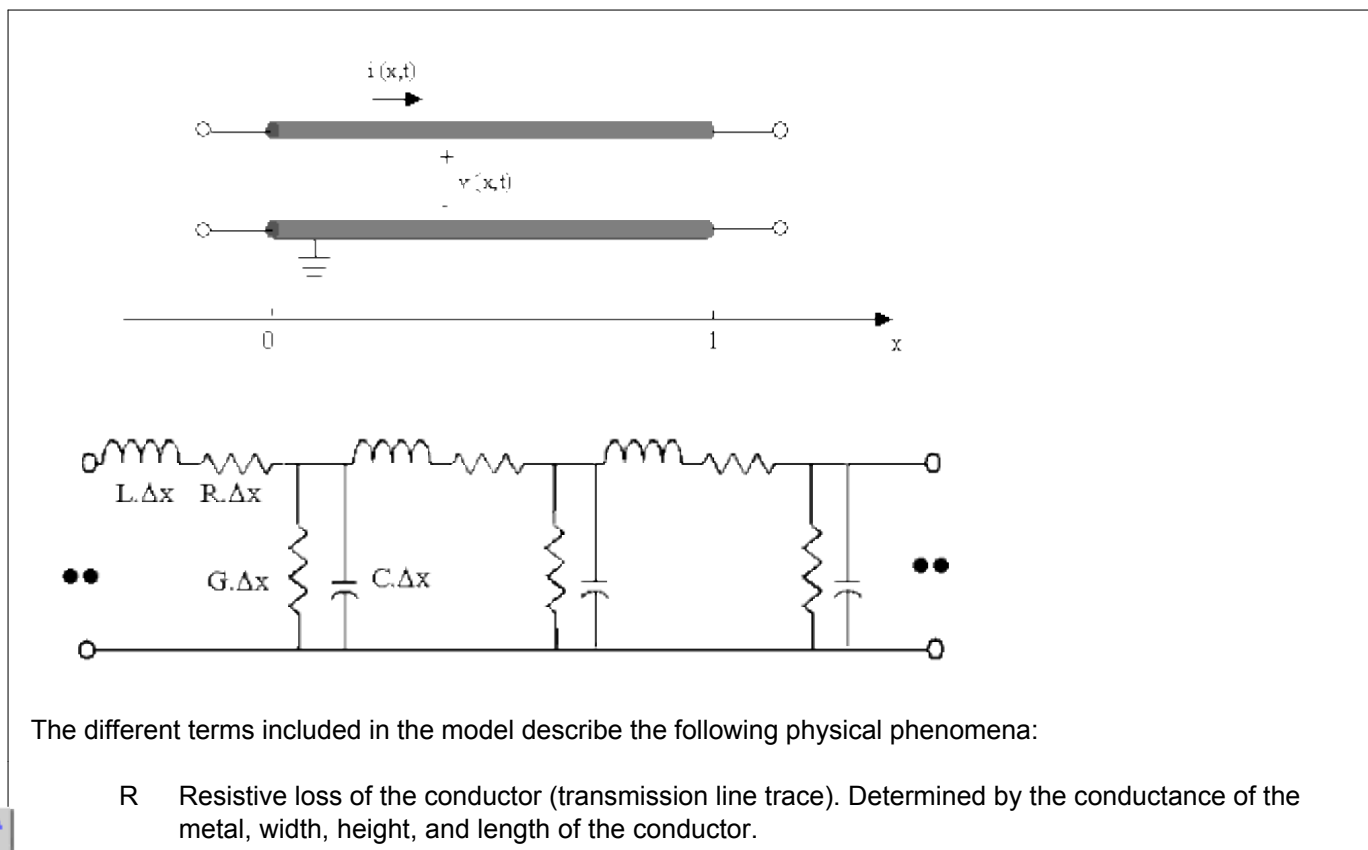 i (x,t)
+
v (x,t)
-
0
1
x
L.Δx R.Δx
G.Δx
C.Δx
The different terms included in the model describe the following physical phenomena:
R Resistive loss of the conductor (transmission line trace). Determined by the conductance of the
metal, width, height, and length of the conductor.